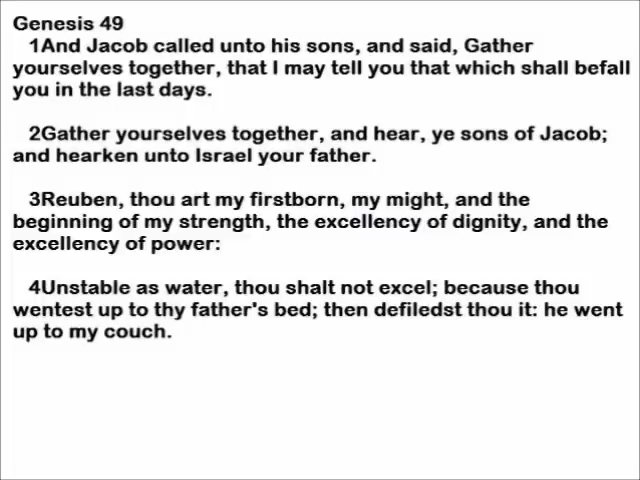 Genesis 49
1And Jacob called unto his sons, and said, Gather
yourselves together, that I may tell you that which shall befall
you in the last days.
2Gather yourselves together, and hear, ye sons of Jacob;
and hearken unto Israel your father.
3Reuben, thou art my firstborn, my might, and the
beginning of my strength, the excellency of dignity, and the
excellency of power:
4Unstable as water, thou shalt not excel; because thou
wentest up to thy father's bed; then defiledst thou it: he went
up to my couch.